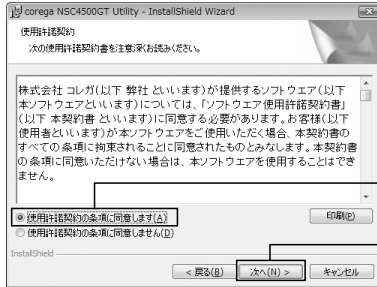 corega NSC4500GT Utility - InstallShield Wizard
使用許諾契約
次の使用許諾契約書を注意深くお読みください。
株式会社 コレガ(以下 弊社 といいます)が提供するソフトウェア(以下
本ソフトウェアといいます)については、「ソフトウェア使用許諾契約書」
(以下 本契約書 といいます)に同意する必要があります。お客様(以下
使用者といいます)が本ソフトウェアをご使用いただく場合、本契約書の
すべての条項に拘束されることに同意されたものとみなします。本契約書
の条項に同意いただけない場合は、本ソフトウェアを使用することはでき
ません。
使用許諾契約の条項に同意します(A)
印刷(P)
使用許諾契約の条項に同意しません(D)
InstallShield
< 戻る(B)
次へ(N) >
キャンセル